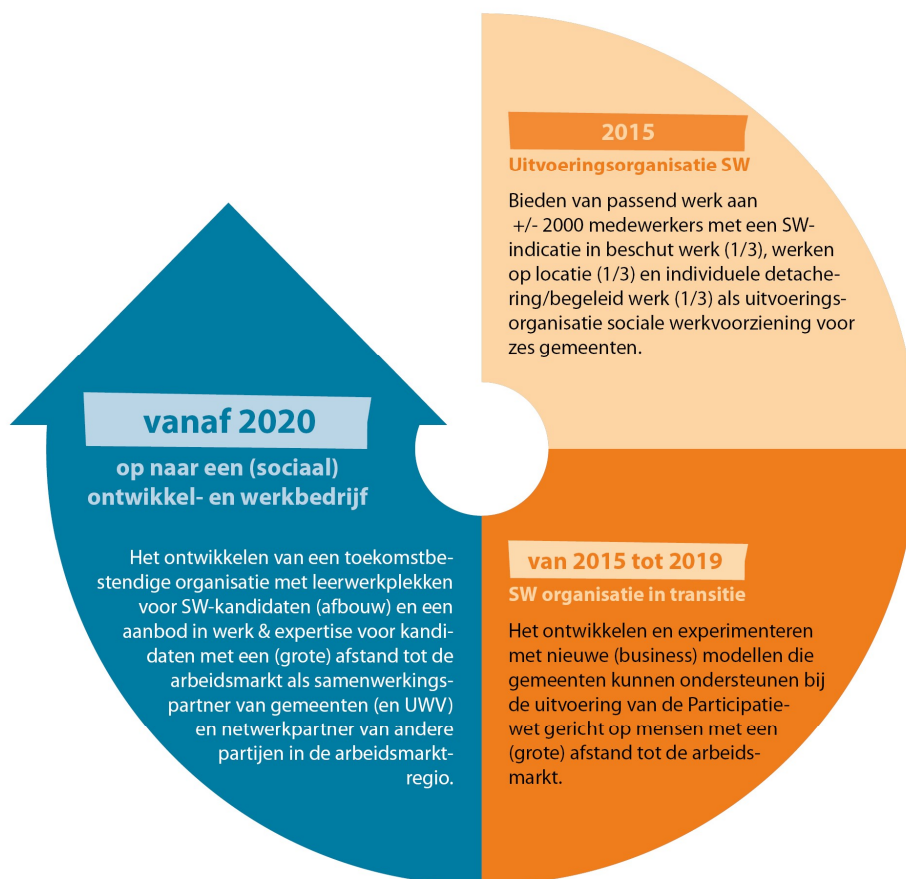 2015
Uitvoeringsorganisatie SW
Bieden van passend werk aan
+/- 2000 medewerkers met een SW-
indicatie in beschut werk (1/3), werken
op locatie (1/3) en individuele detache-
ring/begeleid werk (1/3) als uitvoerings-
organisatie sociale werkvoorziening voor
zes gemeenten.
van 2015 tot 2019
SW organisatie in transitie
Het ontwikkelen en experimenteren
met nieuwe (business) modellen die
gemeenten kunnen ondersteunen bij
de uitvoering van de Participatie-
wet gericht op mensen met een
(grote) afstand tot de arbeids-
markt.
vanaf 2020
op naar een (sociaal)
ontwikkel- en werkbedrijf
Het ontwikkelen van een toekomstbe-
stendige organisatie met leerwerkplekken
voor SW-kandidaten (afbouw) en een
aanbod in werk & expertise voor kandi-
daten met een (grote) afstand tot de
arbeidsmarkt als samenwerkings-
partner van gemeenten (en UWV)
en netwerkpartner van andere
partijen in de arbeidsmarkt-
regio.